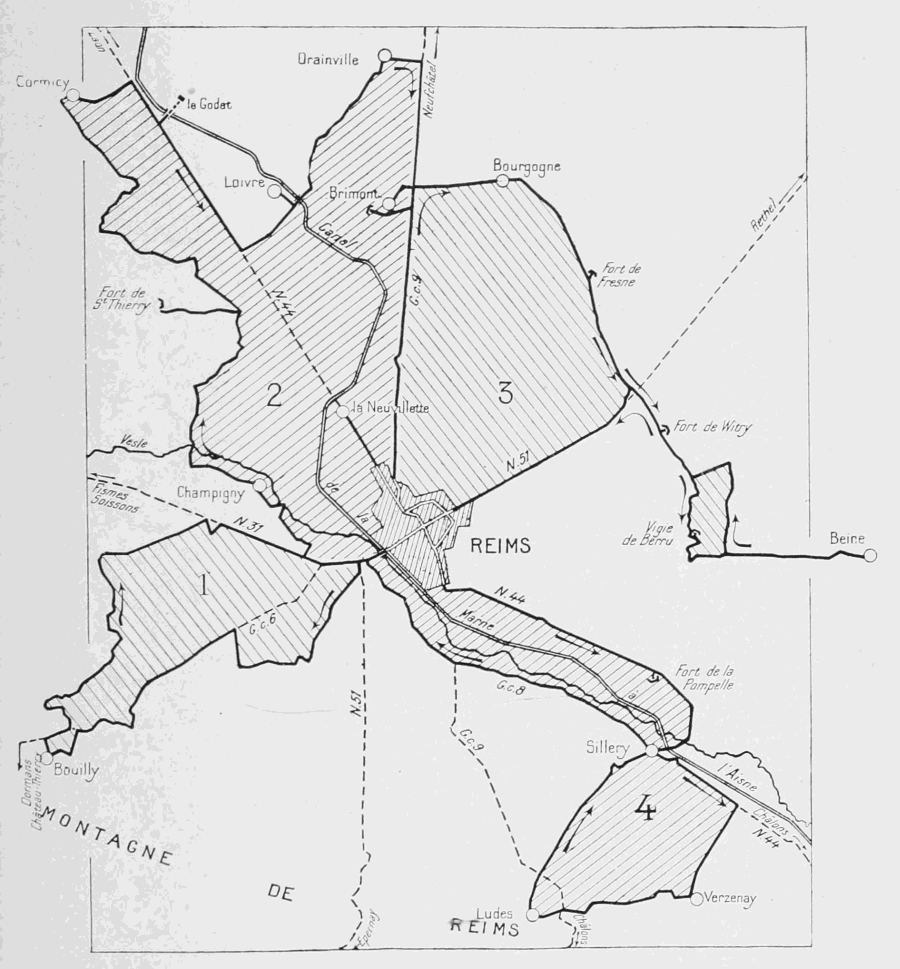 Laon
Orainville
Neufchâtel
Cormicy
le Godat
Loivre
Brimont
Bourgogne
Rethel
Canal
Fort de
Fresne
Fort de
St Thierry
N.44
G.c.9
2
3
la Neuvillette
Fort de Witry
Vesle
N.51
Fismes
Soissons
Champigny
de
N.31
la
Vigie
de Berru
Beine
REIMS
1
N.44
G.c.6
Marne
Fort de la
Pompelle
G.c.8
à
N.51
G.c.9
Sillery
l'Aisne
Bouilly
Dormans
Château-Thierry
4
Châlons
N.44
MONTAGNE
DE
REIMS
Verzenay
Ludes
Epernay
Châlons